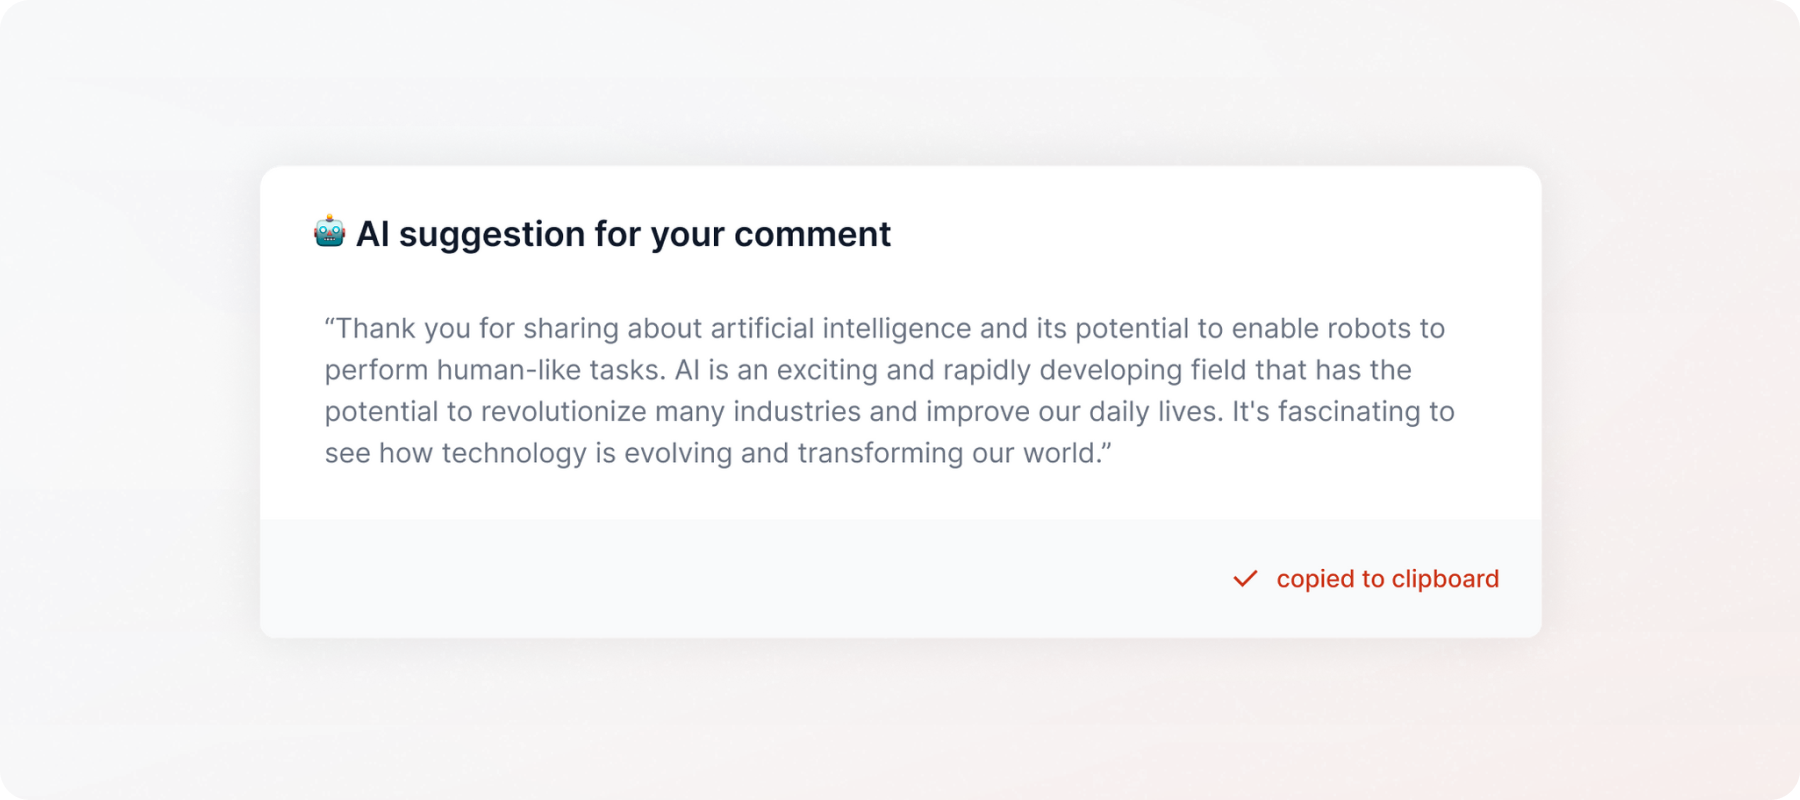 🤖 AI suggestion for your comment
“Thank you for sharing about artificial intelligence and its potential to enable robots to
perform human-like tasks. AI is an exciting and rapidly developing field that has the
potential to revolutionize many industries and improve our daily lives. It's fascinating to
see how technology is evolving and transforming our world.”
✓ copied to clipboard